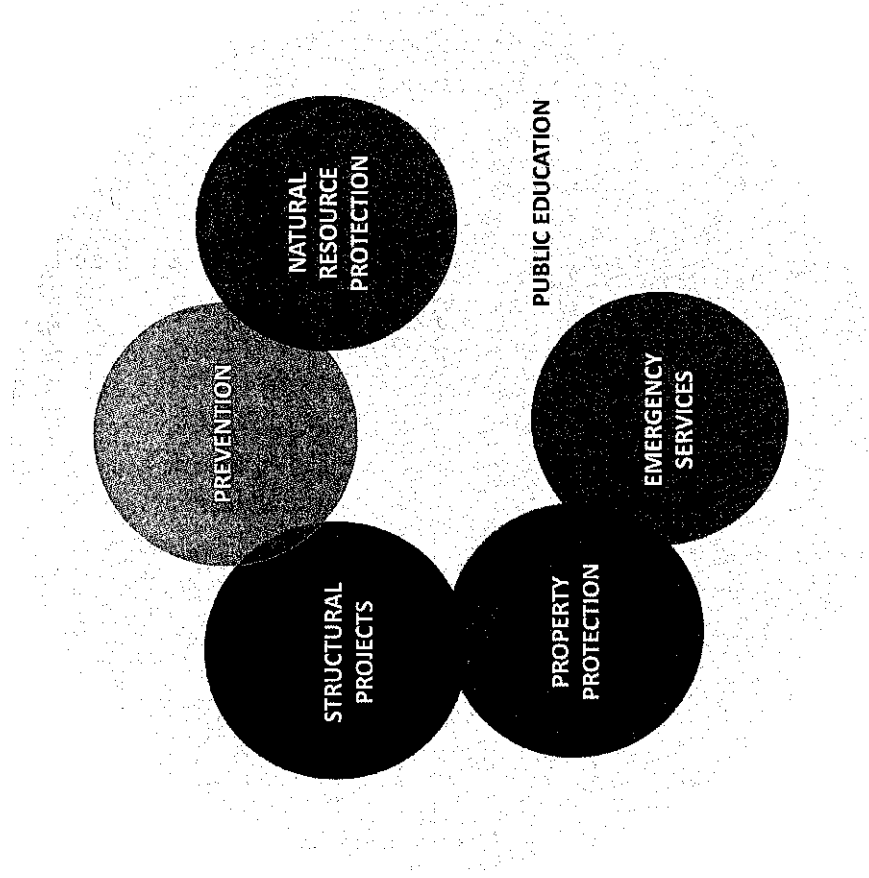 STRUCTURAL
PROJECTS
PREVENTION
NATURAL
RESOURCE
PROTECTION
PROPERTY
PROTECTION
EMERGENCY
SERVICES
PUBLIC EDUCATION